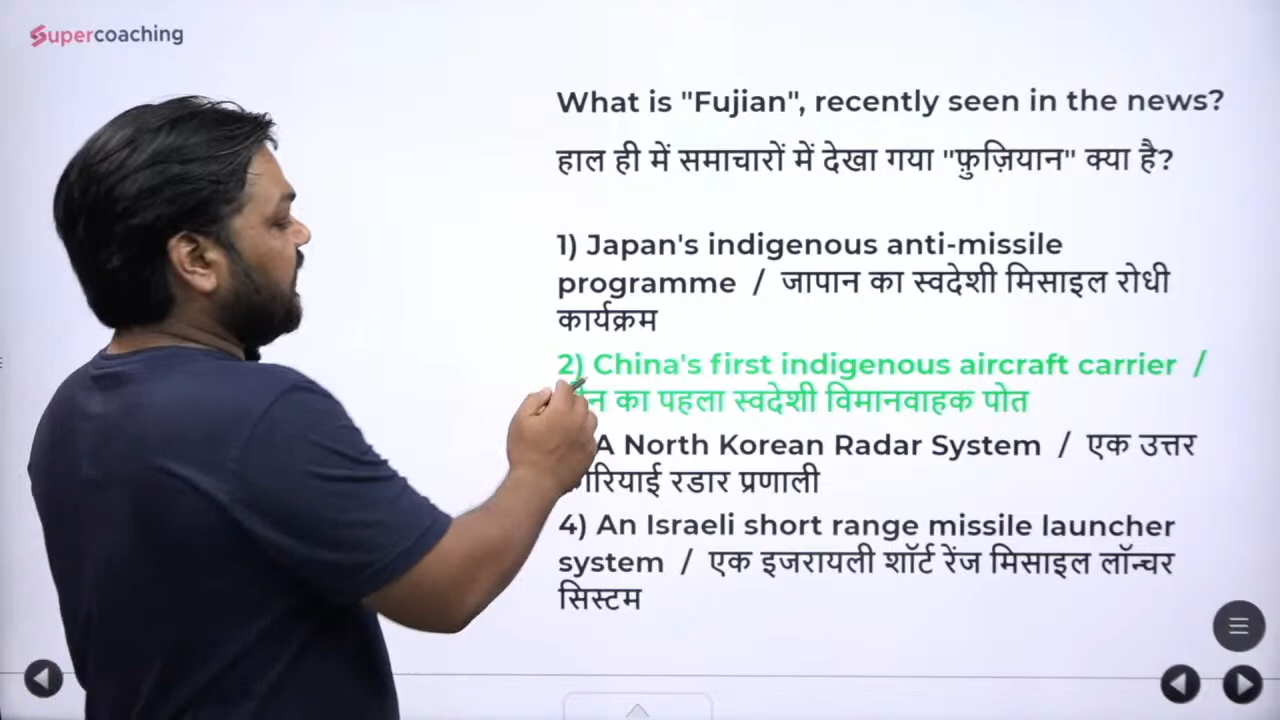 Supercoaching
What is "Fujian", recently seen in the news?
हाल ही में समाचारों में देखा गया "फ़ुज़ियान" क्या है?
1) Japan's indigenous anti-missile
programme / जापान का स्वदेशी मिसाइल रोधी
कार्यक्रम
2) China's first indigenous aircraft carrier /
का पहला स्वदेशी विमानवाहक पोत
A North Korean Radar System / एक उत्तर
रडार प्रणाली
4) An Israeli short range missile launcher
system / एक इजरायली शॉर्ट रेंज मिसाइल लॉन्चर
सिस्टम